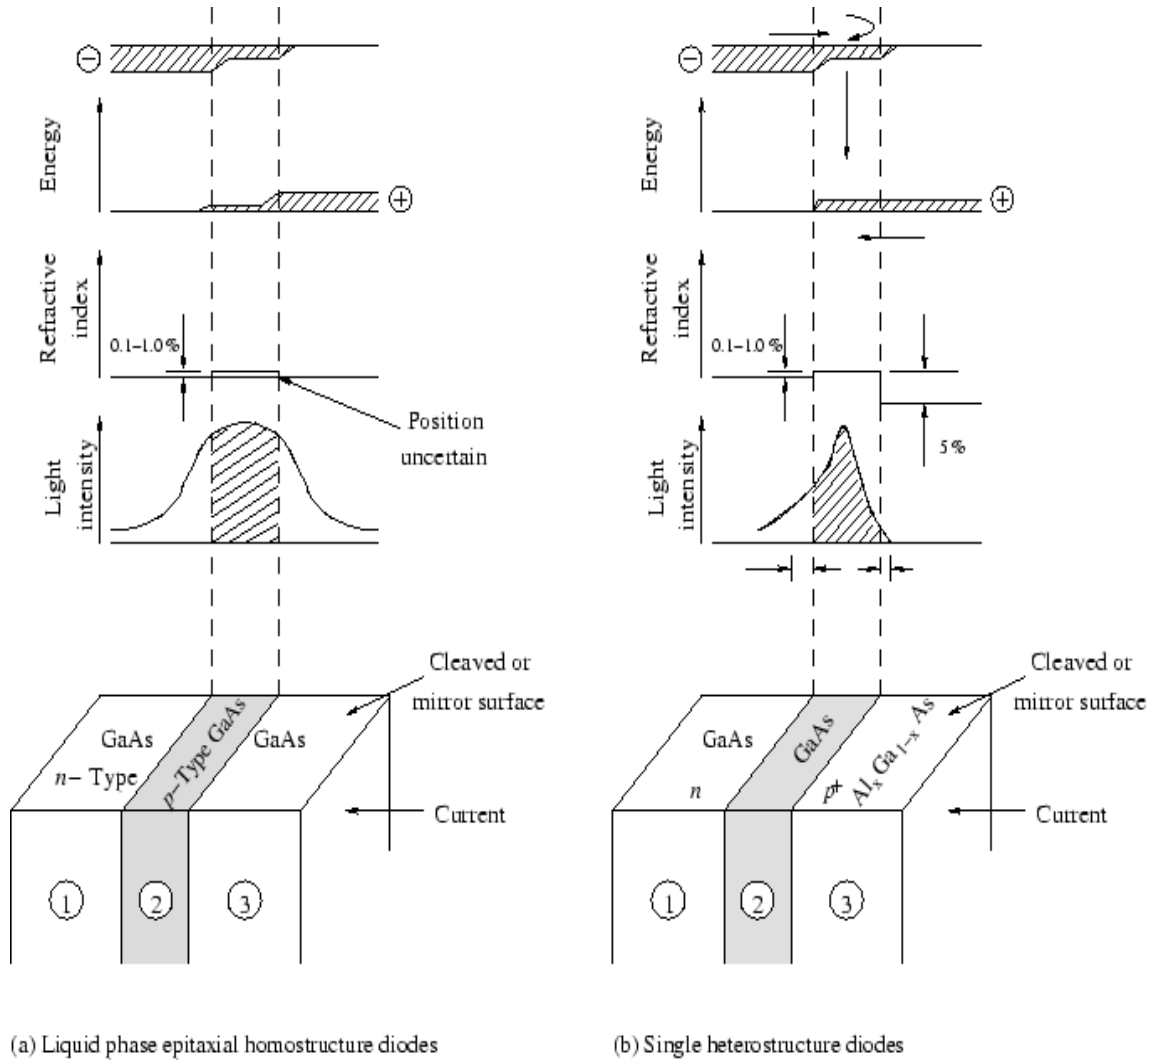 −
Energy
+
Refractive
index
0.1–1.0%
Position
uncertain
Light
intensity
Cleaved or
mirror surface
GaAs
n– Type
p–Type GaAs
GaAs
Current
1
2
3
(a) Liquid phase epitaxial homostructure diodes
−
Energy
+
Refractive
index
0.1–1.0%
5%
Light
intensity
Cleaved or
mirror surface
GaAs
n
GaAs
p×
AlₓGa₁₋ₓ As
Current
1
2
3
(b) Single heterostructure diodes